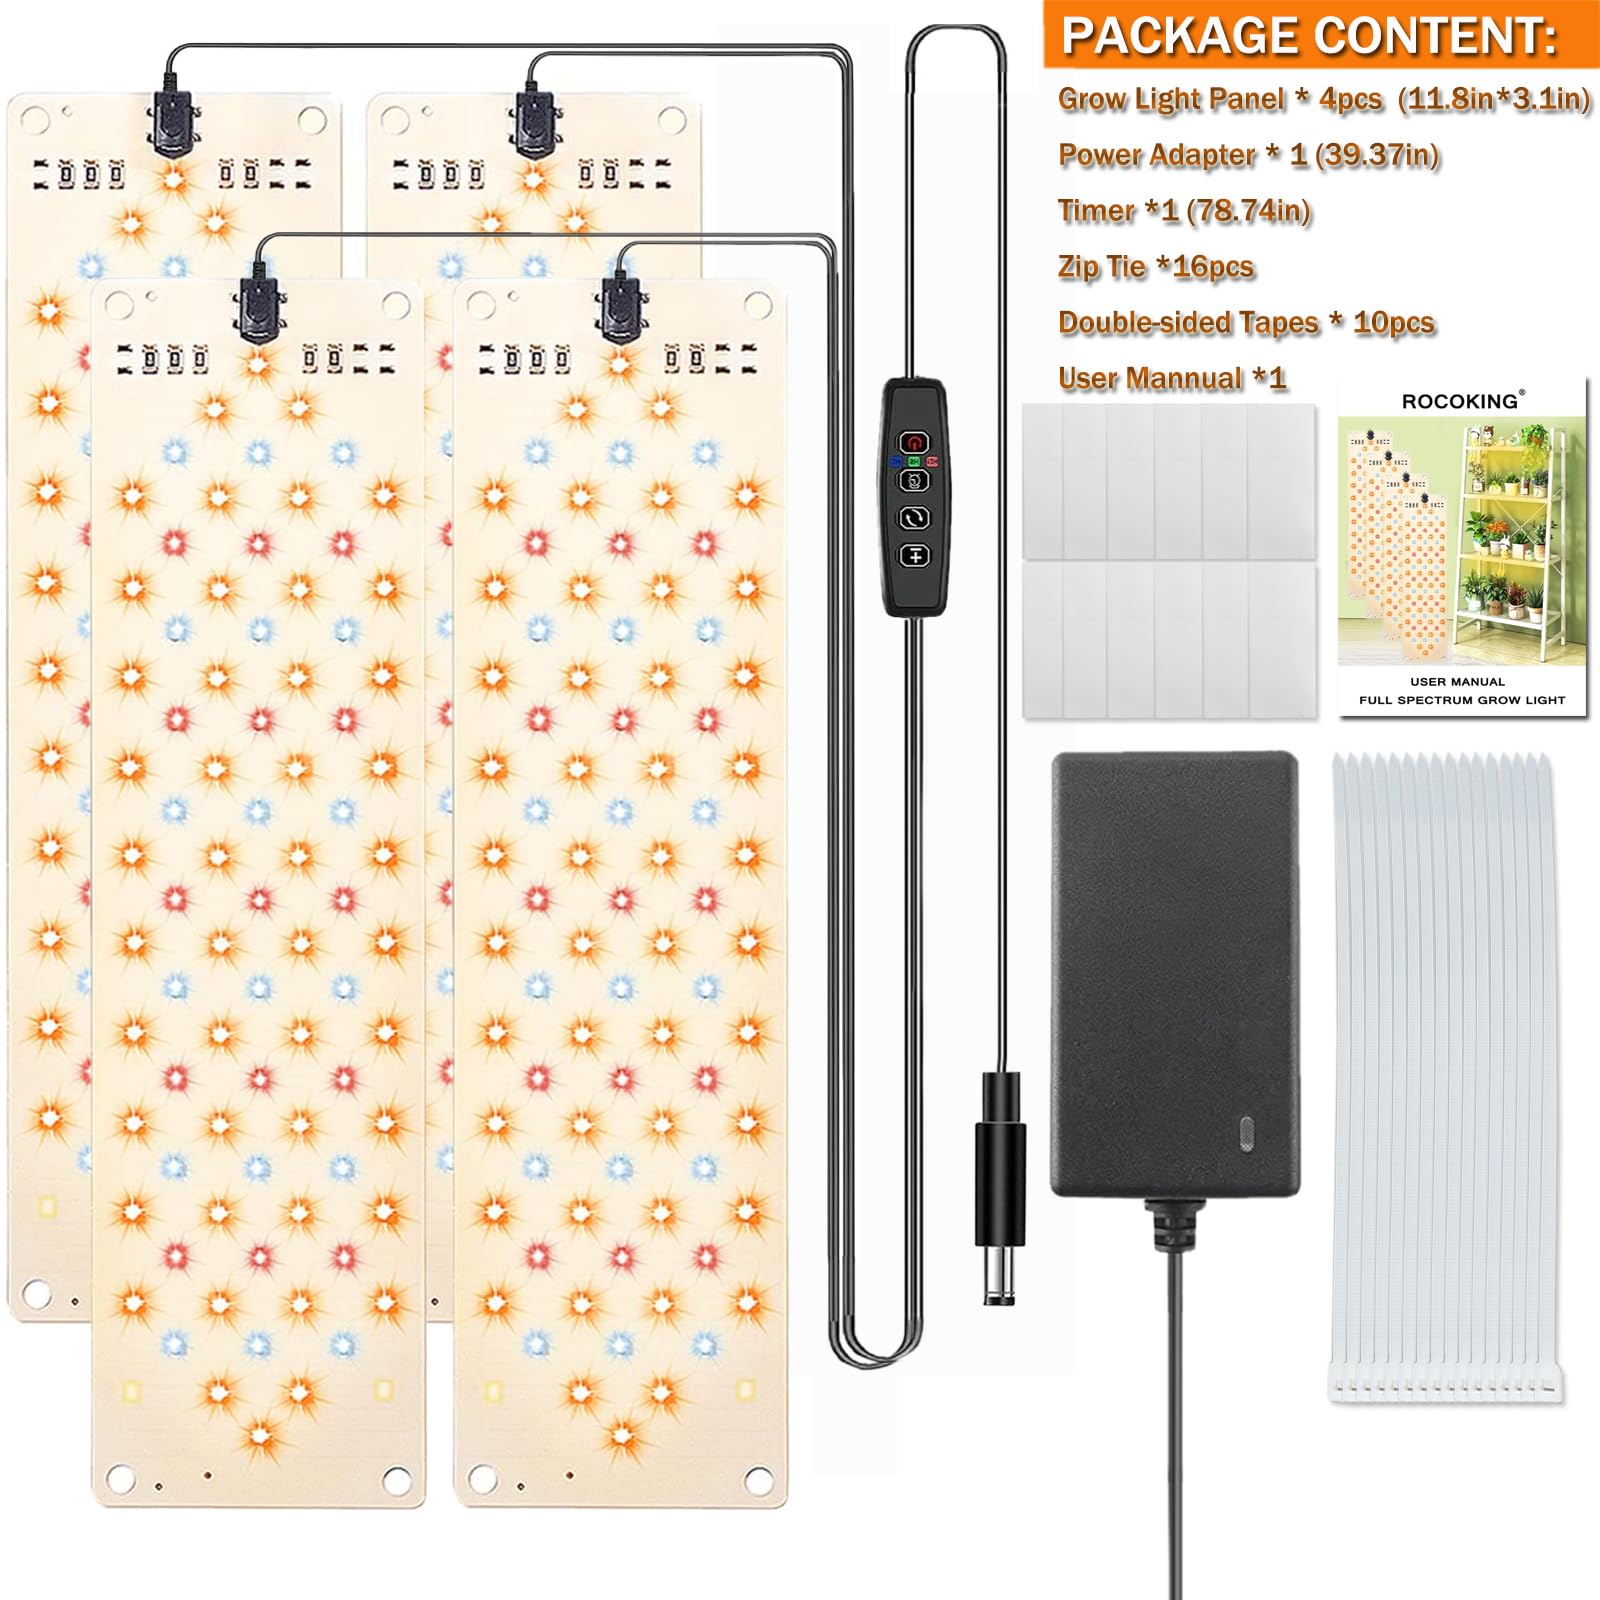 PACKAGE CONTENT:
Grow Light Panel * 4pcs (11.8in*3.1in)
Power Adapter * 1 (39.37in)
Timer *1 (78.74in)
Zip Tie *16pcs
Double-sided Tapes * 10pcs
User Mannual *1
ROCOKING®
USER MANUAL
FULL SPECTRUM GROW LIGHT